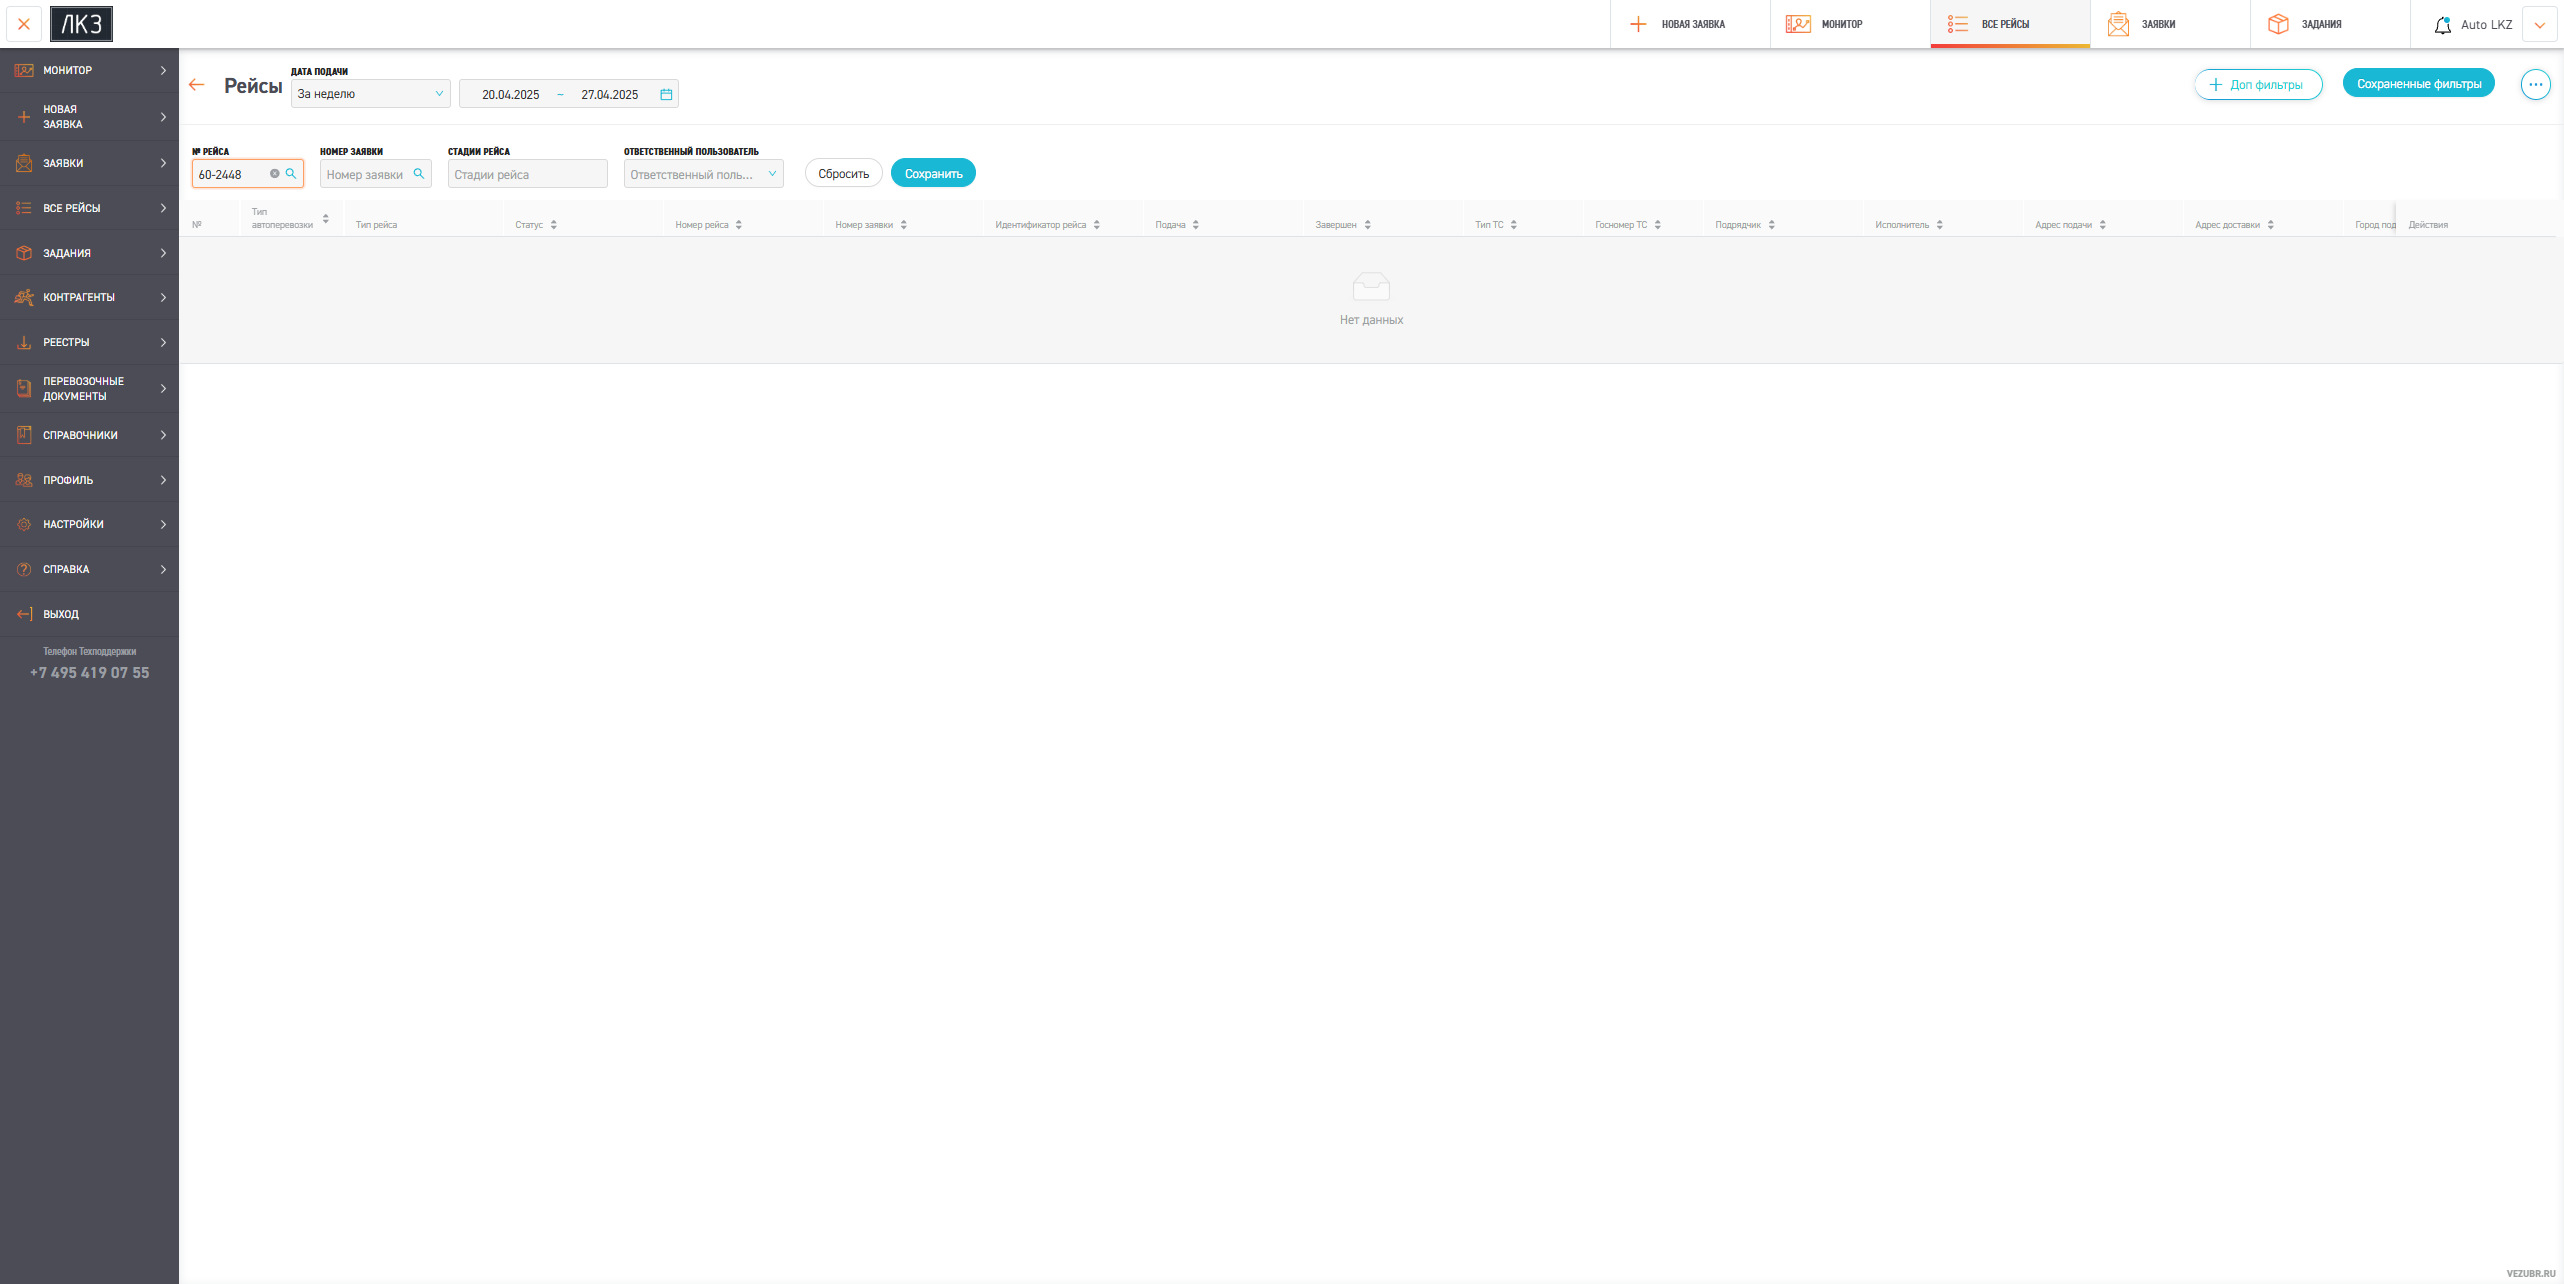 ЛКЗ
НОВАЯ ЗАЯВКА
МОНИТОР
ВСЕ РЕЙСЫ
ЗАЯВКИ
ЗАДАНИЯ
Auto LKZ
МОНИТОР
НОВАЯ
ЗАЯВКА
ЗАЯВКИ
ВСЕ РЕЙСЫ
ЗАДАНИЯ
КОНТРАГЕНТЫ
РЕЕСТРЫ
ПЕРЕВОЗОЧНЫЕ
ДОКУМЕНТЫ
СПРАВОЧНИКИ
ПРОФИЛЬ
НАСТРОЙКИ
СПРАВКА
ВЫХОД
Телефон Техподдержки
+7 495 419 07 55
Рейсы
ДАТА ПОДАЧИ
За неделю
20.04.2025 ~ 27.04.2025
Доп фильтры
Сохраненные фильтры
№ РЕЙСА
60-2448
НОМЕР ЗАЯВКИ
Номер заявки
СТАДИИ РЕЙСА
Стадии рейса
ОТВЕТСТВЕННЫЙ ПОЛЬЗОВАТЕЛЬ
Ответственный поль...
Сбросить
Сохранить
№
Тип
автоперевозки
Тип рейса
Статус
Номер рейса
Номер заявки
Идентификатор рейса
Подача
Завершен
Тип ТС
Госномер ТС
Подрядчик
Исполнитель
Адрес подачи
Адрес доставки
Город под
Действия
Нет данных
VEZUBR.RU